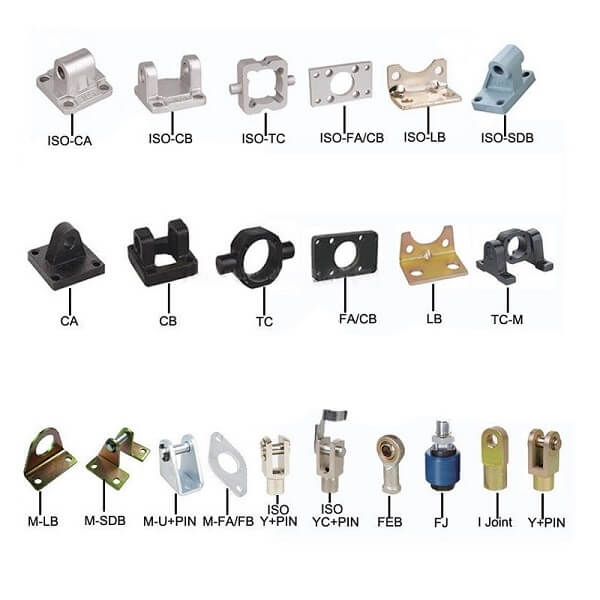 ISO-CA ISO-CB ISO-TC ISO-FA/CB ISO-LB ISO-SDB
CA CB TC FA/CB LB TC-M
M-LB M-SDB M-U+PIN M-FA/FB ISO Y+PIN ISO YC+PIN FEB FJ I Joint Y+PIN